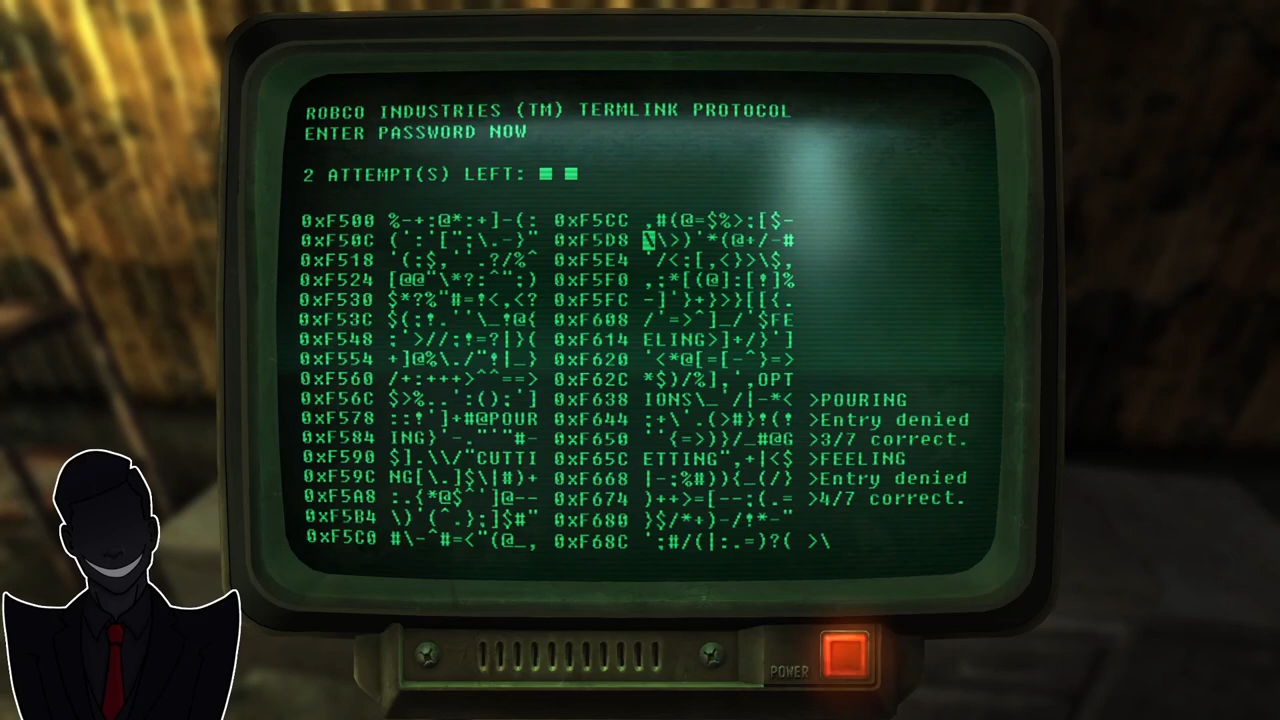 ROBCO INDUSTRIES (TM) TERMLINK PROTOCOL
ENTER PASSWORD NOW
2 ATTEMPT(S) LEFT:
0xF500 %-+:@*:+]-(: 0xF5CC ,#(@=$%>;[$-
0xF50C (':'[";\.-}" 0xF5D8 \\>)'*(@+/-#
0xF518 '(;$,''.?/%^ 0xF5E4 '/<:[,<}>\$,
0xF524 [@@"\*?:^";) 0xF5F0 ,;*[(@]:[!]%
0xF530 $*?%"#=!<,<? 0xF5FC -]'}+}>}[[{.
0xF53C $(;!.''\_!@{ 0xF608 /'=>^]_/'$FE
0xF548 ;'>//;!=?|}( 0xF614 ELING>]+/}']
0xF554 +]@%\./"!|_} 0xF620 '<*@[=[-^}=>
0xF560 /+:+++>^^==> 0xF62C *$)/%],',OPT
0xF56C $>%..':();'] 0xF638 IONS\_'/|-*< >POURING
0xF578 ::!']+#@POUR 0xF644 ;+\'.(>#}!(! >Entry denied
0xF584 ING}'-."'"#- 0xF650 ''{=>)}/_#@G >3/7 correct.
0xF590 $].\\/"CUTTI 0xF65C ETTING",+|<$ >FEELING
0xF59C NG[\.]$\|#)+ 0xF668 |-;%#)){_(/} >Entry denied
0xF5A8 :.{*@$^']@-- 0xF674 )++>=[--;(.= >4/7 correct.
0xF5B4 \)'(^.};]$#" 0xF680 }$/*+)-/!*-"
0xF5C0 #\-^#=<"(@_, 0xF68C ';#/(|:.=)?( >\
POWER